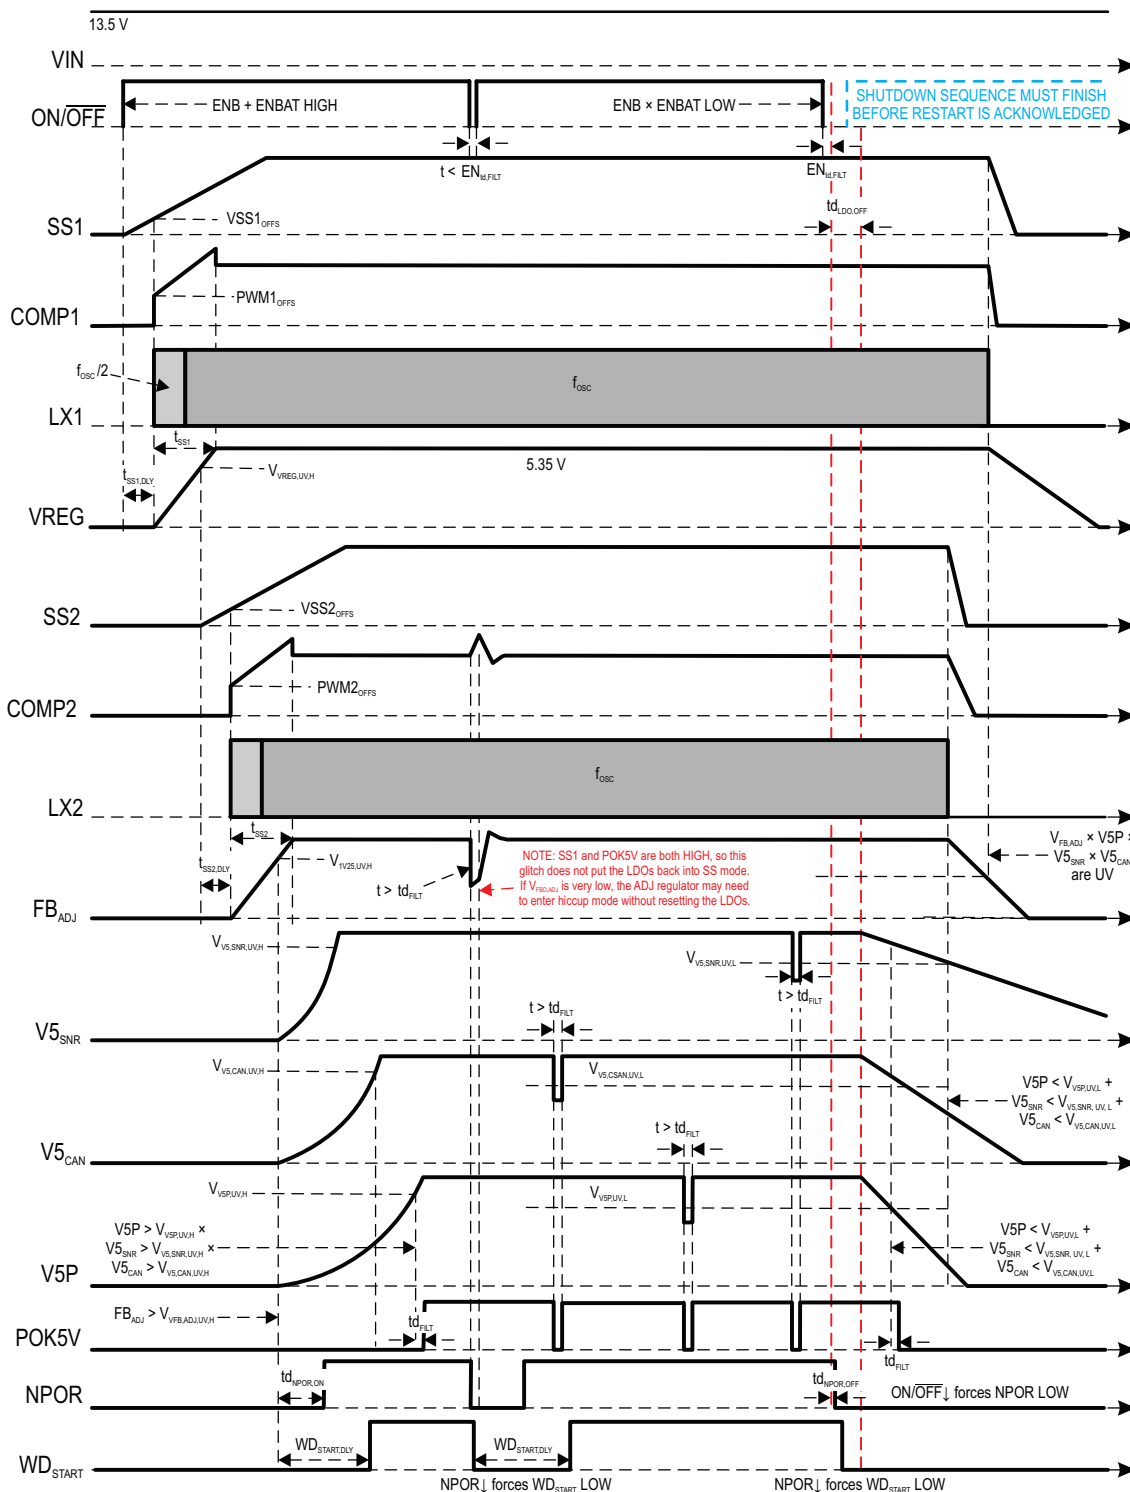 13.5 V
VIN
ENB + ENBAT HIGH
ENB × ENBAT LOW
SHUTDOWN SEQUENCE MUST FINISH
BEFORE RESTART IS ACKNOWLEDGED
ON/OFF
t < ENtd,FILT
ENtd,FILT
tdLDO,OFF
VSS1OFFS
SS1
PWM1OFFS
COMP1
fOSC/2
fOSC
LX1
tSS1
5.35 V
VVREG,UV,H
tSS1,DLY
VREG
VSS2OFFS
SS2
PWM2OFFS
COMP2
fOSC
LX2
tSS2
VFB,ADJ × V5P ×
V5SNR × V5CAN
are UV
V1V25,UV,H
tSS2,DLY
t > tdFILT
NOTE: SS1 and POK5V are both HIGH, so this
glitch does not put the LDOs back into SS mode.
If VFBD,ADJ is very low, the ADJ regulator may need
to enter hiccup mode without resetting the LDOs.
FBADJ
VV5,SNR,UV,H
VV5,SNR,UV,L
t > tdFILT
t > tdFILT
V5SNR
VV5,CAN,UV,H
VV5,CSAN,UV,L
V5P < VV5P,UV,L +
V5SNR < VV5,SNR, UV, L +
V5CAN < VV5,CAN,UV,L
t > tdFILT
V5CAN
VV5P,UV,H
VV5P,UV,L
V5P > VV5P,UV,H ×
V5SNR > VV5,SNR,UV,H ×
V5CAN > VV5,CAN,UV,H
V5P < VV5P,UV,L +
V5SNR < VV5,SNR, UV, L +
V5CAN < VV5,CAN,UV,L
V5P
FBADJ > VVFB,ADJ,UV,H
tdFILT
POK5V
tdFILT
tdNPOR,ON
tdNPOR,OFF
ON/OFF↓ forces NPOR LOW
NPOR
WDSTART,DLY
WDSTART,DLY
WDSTART
NPOR↓ forces WDSTART LOW
NPOR↓ forces WDSTART LOW